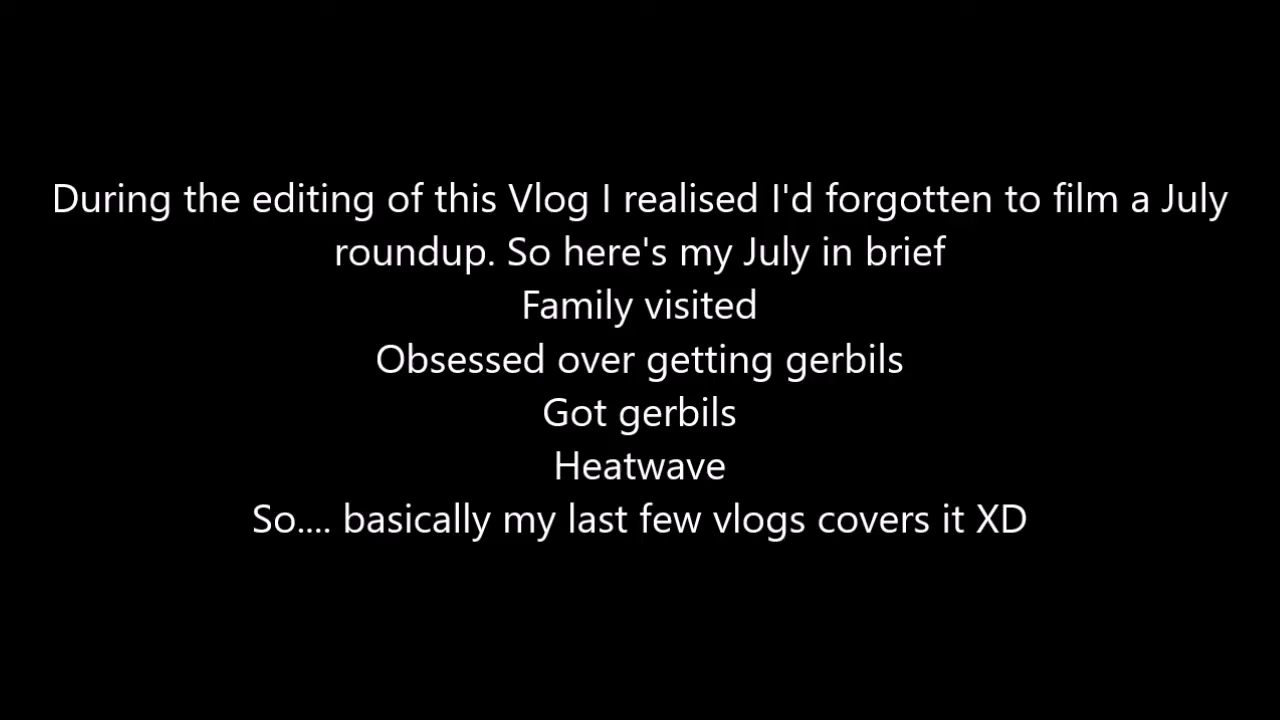 During the editing of this Vlog I realised I'd forgotten to film a July
roundup. So here's my July in brief
Family visited
Obsessed over getting gerbils
Got gerbils
Heatwave
So.... basically my last few vlogs covers it XD